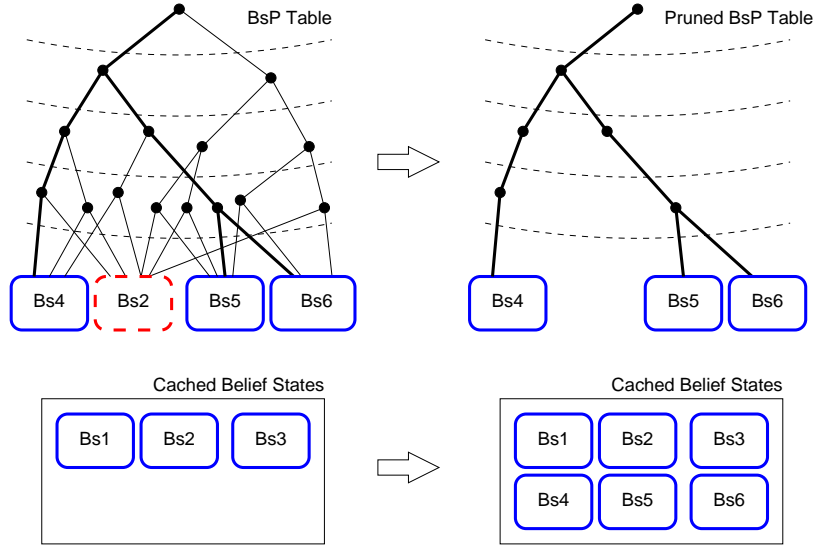 BsP Table
Pruned BsP Table
Bs4 Bs2 Bs5 Bs6
Bs4 Bs5 Bs6
Cached Belief States
Cached Belief States
Bs1 Bs2 Bs3
Bs1 Bs2 Bs3
Bs4 Bs5 Bs6